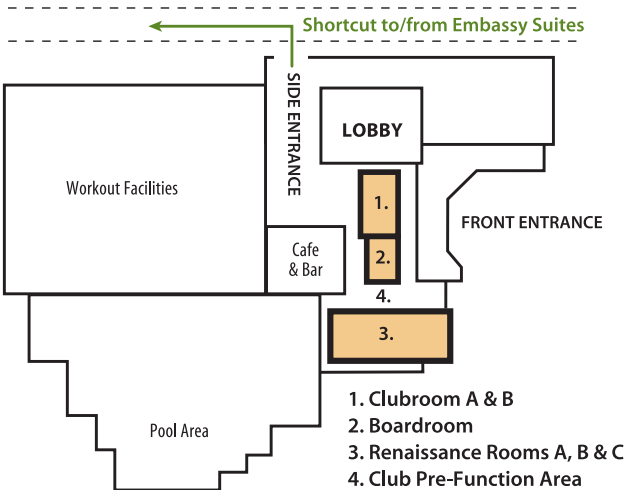 Shortcut to/from Embassy Suites
SIDE ENTRANCE
LOBBY
Workout Facilities
1.
FRONT ENTRANCE
Cafe
& Bar
2.
4.
3.
Pool Area
1. Clubroom A & B
2. Boardroom
3. Renaissance Rooms A, B & C
4. Club Pre-Function Area